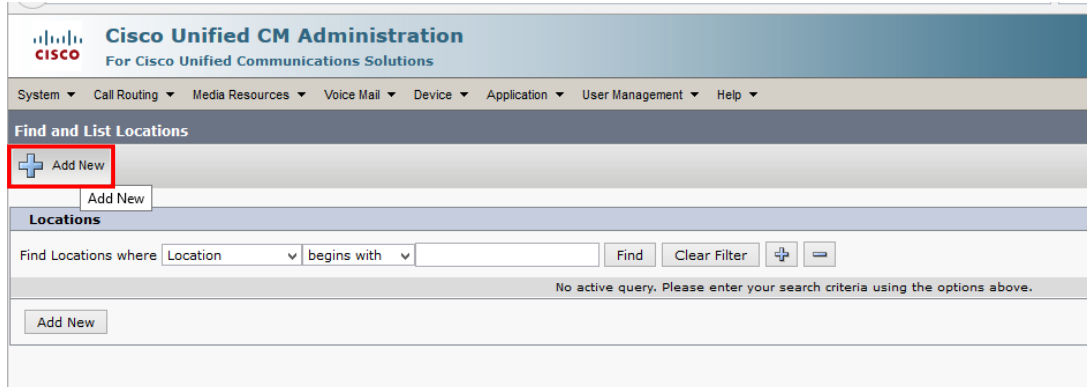 CISCO
Cisco Unified CM Administration
For Cisco Unified Communications Solutions
System Call Routing Media Resources Voice Mail Device Application User Management Help
Find and List Locations
Add New
Add New
Locations
Find Locations where Location begins with Find Clear Filter
No active query. Please enter your search criteria using the options above.
Add New